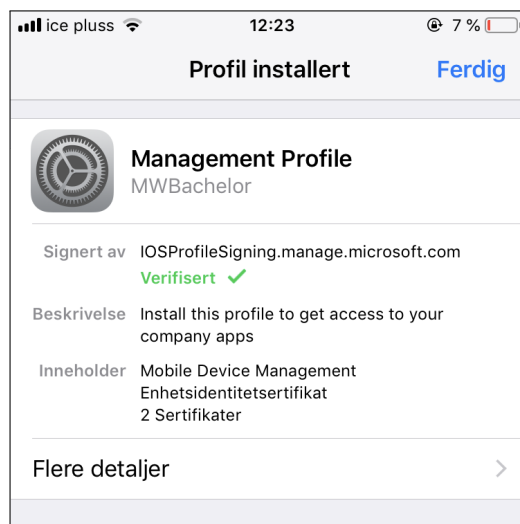 ice pluss 12:23 7 %
Profil installert Ferdig
Management Profile
MWBachelor
Signert av IOSProfileSigning.manage.microsoft.com
Verifisert ✓
Beskrivelse Install this profile to get access to your
company apps
Inneholder Mobile Device Management
Enhetsidentitetsertifikat
2 Sertifikater
Flere detaljer